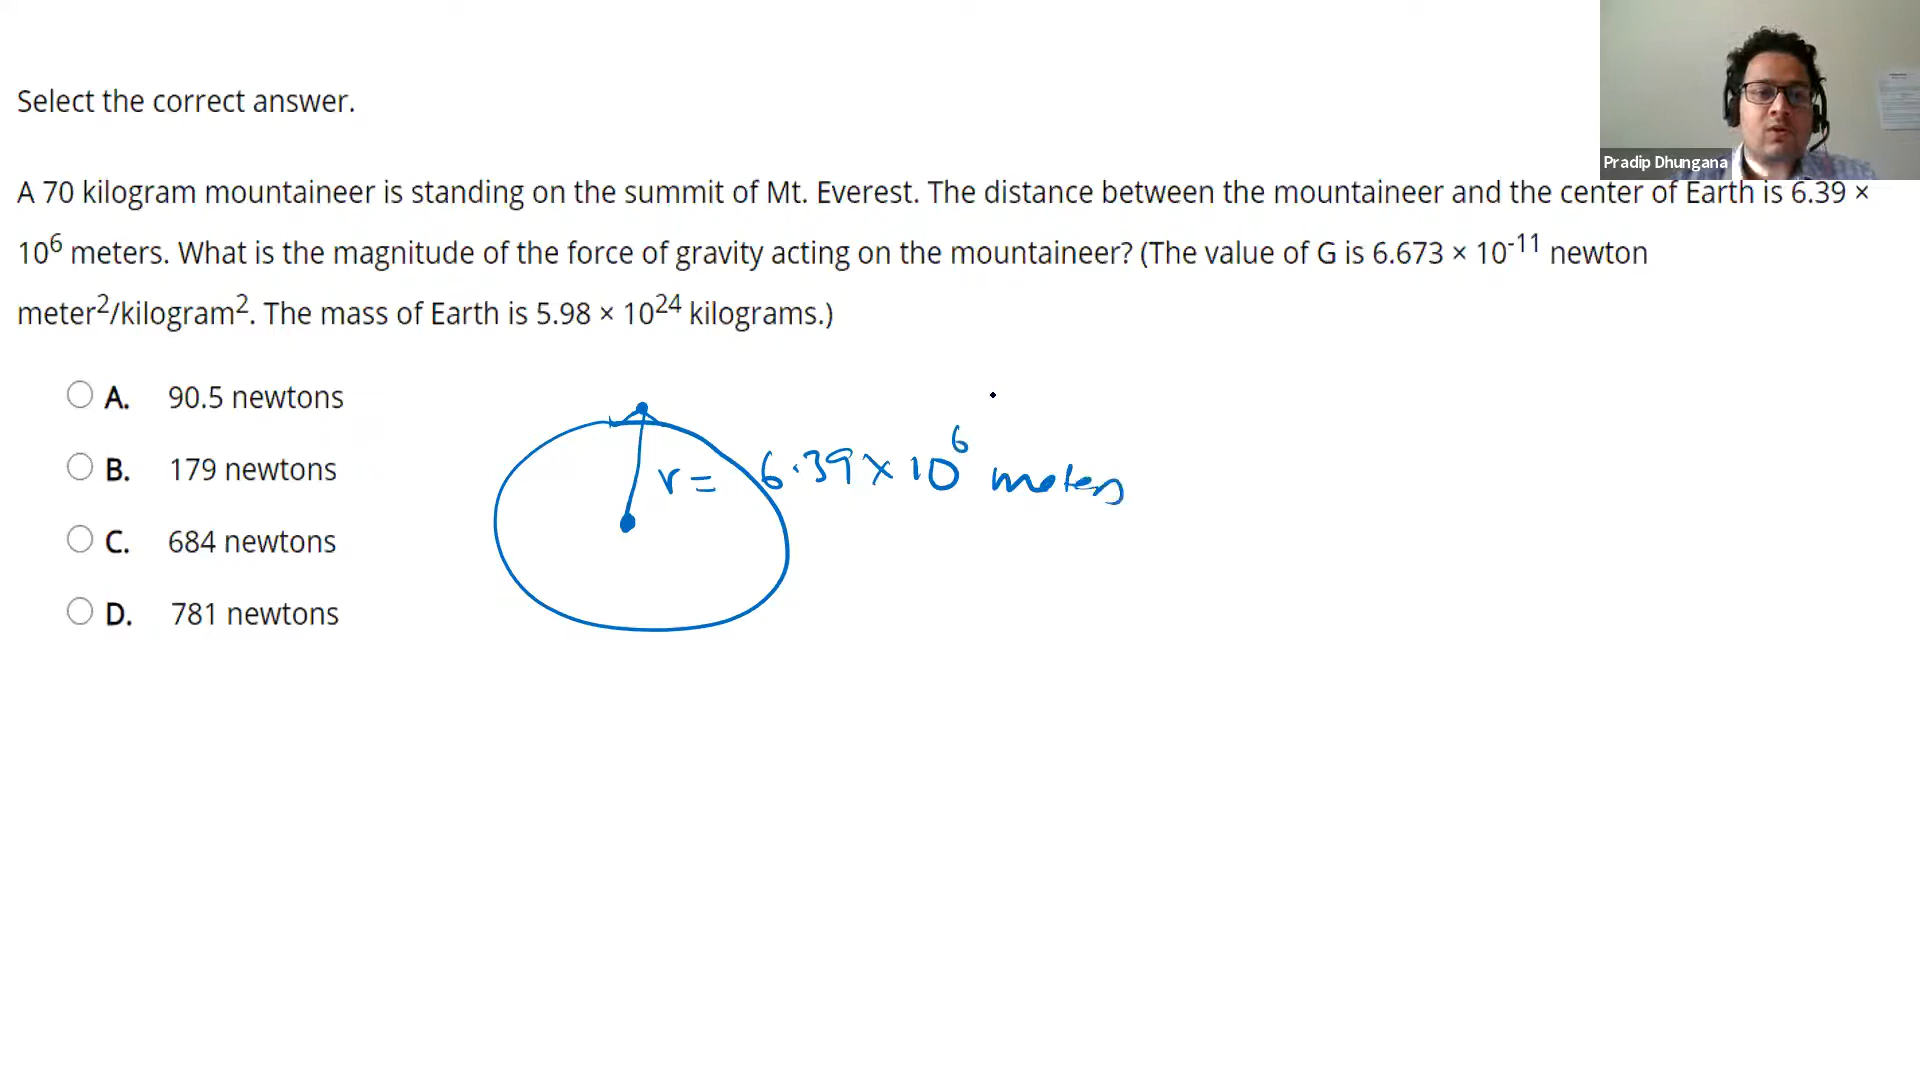 Select the correct answer.
Pradip Dhungana
A 70 kilogram mountaineer is standing on the summit of Mt. Everest. The distance between the mountaineer and the center of Earth is 6.39 ×
10⁶ meters. What is the magnitude of the force of gravity acting on the mountaineer? (The value of G is 6.673 × 10⁻¹¹ newton
meter²/kilogram². The mass of Earth is 5.98 × 10²⁴ kilograms.)
A. 90.5 newtons
B. 179 newtons
C. 684 newtons
D. 781 newtons
r = 6.39 × 10⁶ meters